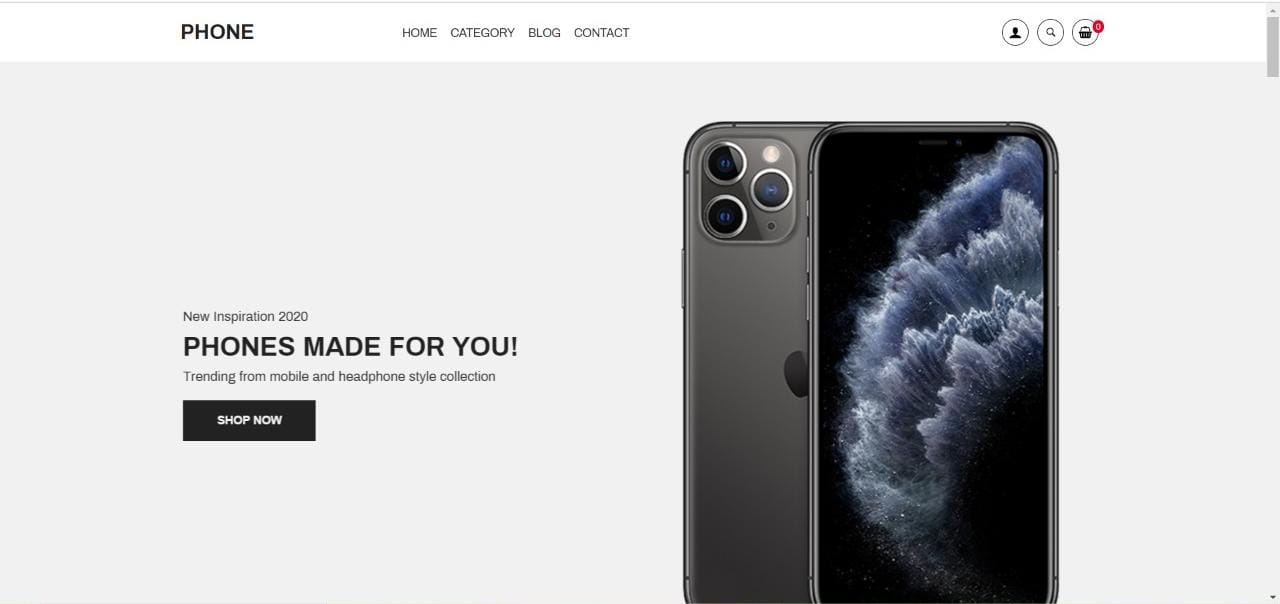 PHONE
HOME CATEGORY BLOG CONTACT
0
New Inspiration 2020
PHONES MADE FOR YOU!
Trending from mobile and headphone style collection
SHOP NOW